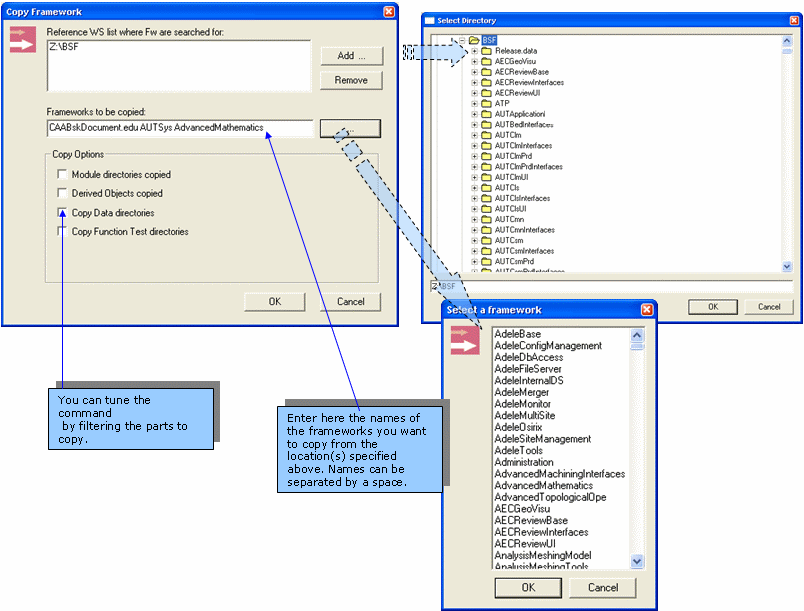 Copy Framework
Reference WS list where Fw are searched for:
Z:\BSF
Add ...
Remove
Frameworks to be copied:
CAABskDocument.edu AUTSys AdvancedMathematics
...
Copy Options
Module directories copied
Derived Objects copied
Copy Data directories
Copy Function Test directories
OK
Cancel
You can tune the
command
by filtering the parts to
copy.
Enter here the names of
the frameworks you want
to copy from the
location(s) specified
above. Names can be
separated by a space.
Select Directory
BSF
Release.data
AECGeoVisu
AECReviewBase
AECReviewInterfaces
AECReviewUI
ATP
AUTApplicationI
AUTBedInterfaces
AUTClm
AUTClmInterfaces
AUTClmPrd
AUTClmPrdInterfaces
AUTClmUI
AUTCls
AUTClsInterfaces
AUTClsUI
AUTCmn
AUTCmnInterfaces
AUTCsm
AUTCsmInterfaces
AUTCsmPrd
AUTCsmPrdInterfaces
Z:\BSF
OK
Cancel
Select a framework
AdeleBase
AdeleConfigManagement
AdeleDbAccess
AdeleFileServer
AdeleInternalDS
AdeleMerger
AdeleMonitor
AdeleMultiSite
AdeleOsirix
AdeleSiteManagement
AdeleTools
Administration
AdvancedMachiningInterfaces
AdvancedMathematics
AdvancedTopologicalOpe
AECGeoVisu
AECReviewBase
AECReviewInterfaces
AECReviewUI
AnalysisMeshingModel
AnalysisMeshingTools
OK
Cancel